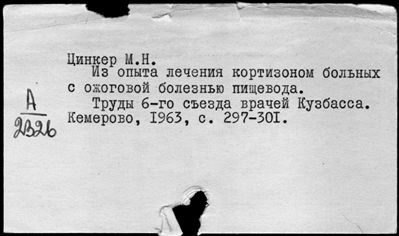 Цинкер М.Н.
Из опыта лечения кортизоном больных
с ожоговой болезнью пищевода.
Труды 6-го съезда врачей Кузбасса.
Кемерово, 1963, с. 297-301.
А
2326